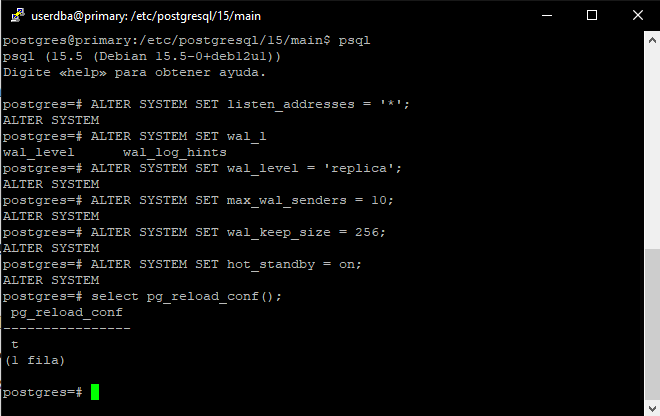 userdba@primary: /etc/postgresql/15/main
postgres@primary:/etc/postgresql/15/main$ psql
psql (15.5 (Debian 15.5-0+deb12u1))
Digite «help» para obtener ayuda.
postgres=# ALTER SYSTEM SET listen_addresses = '*';
ALTER SYSTEM
postgres=# ALTER SYSTEM SET wal_l
wal_level      wal_log_hints
postgres=# ALTER SYSTEM SET wal_level = 'replica';
ALTER SYSTEM
postgres=# ALTER SYSTEM SET max_wal_senders = 10;
ALTER SYSTEM
postgres=# ALTER SYSTEM SET wal_keep_size = 256;
ALTER SYSTEM
postgres=# ALTER SYSTEM SET hot_standby = on;
ALTER SYSTEM
postgres=# select pg_reload_conf();
 pg_reload_conf
----------------
 t
(1 fila)
postgres=#